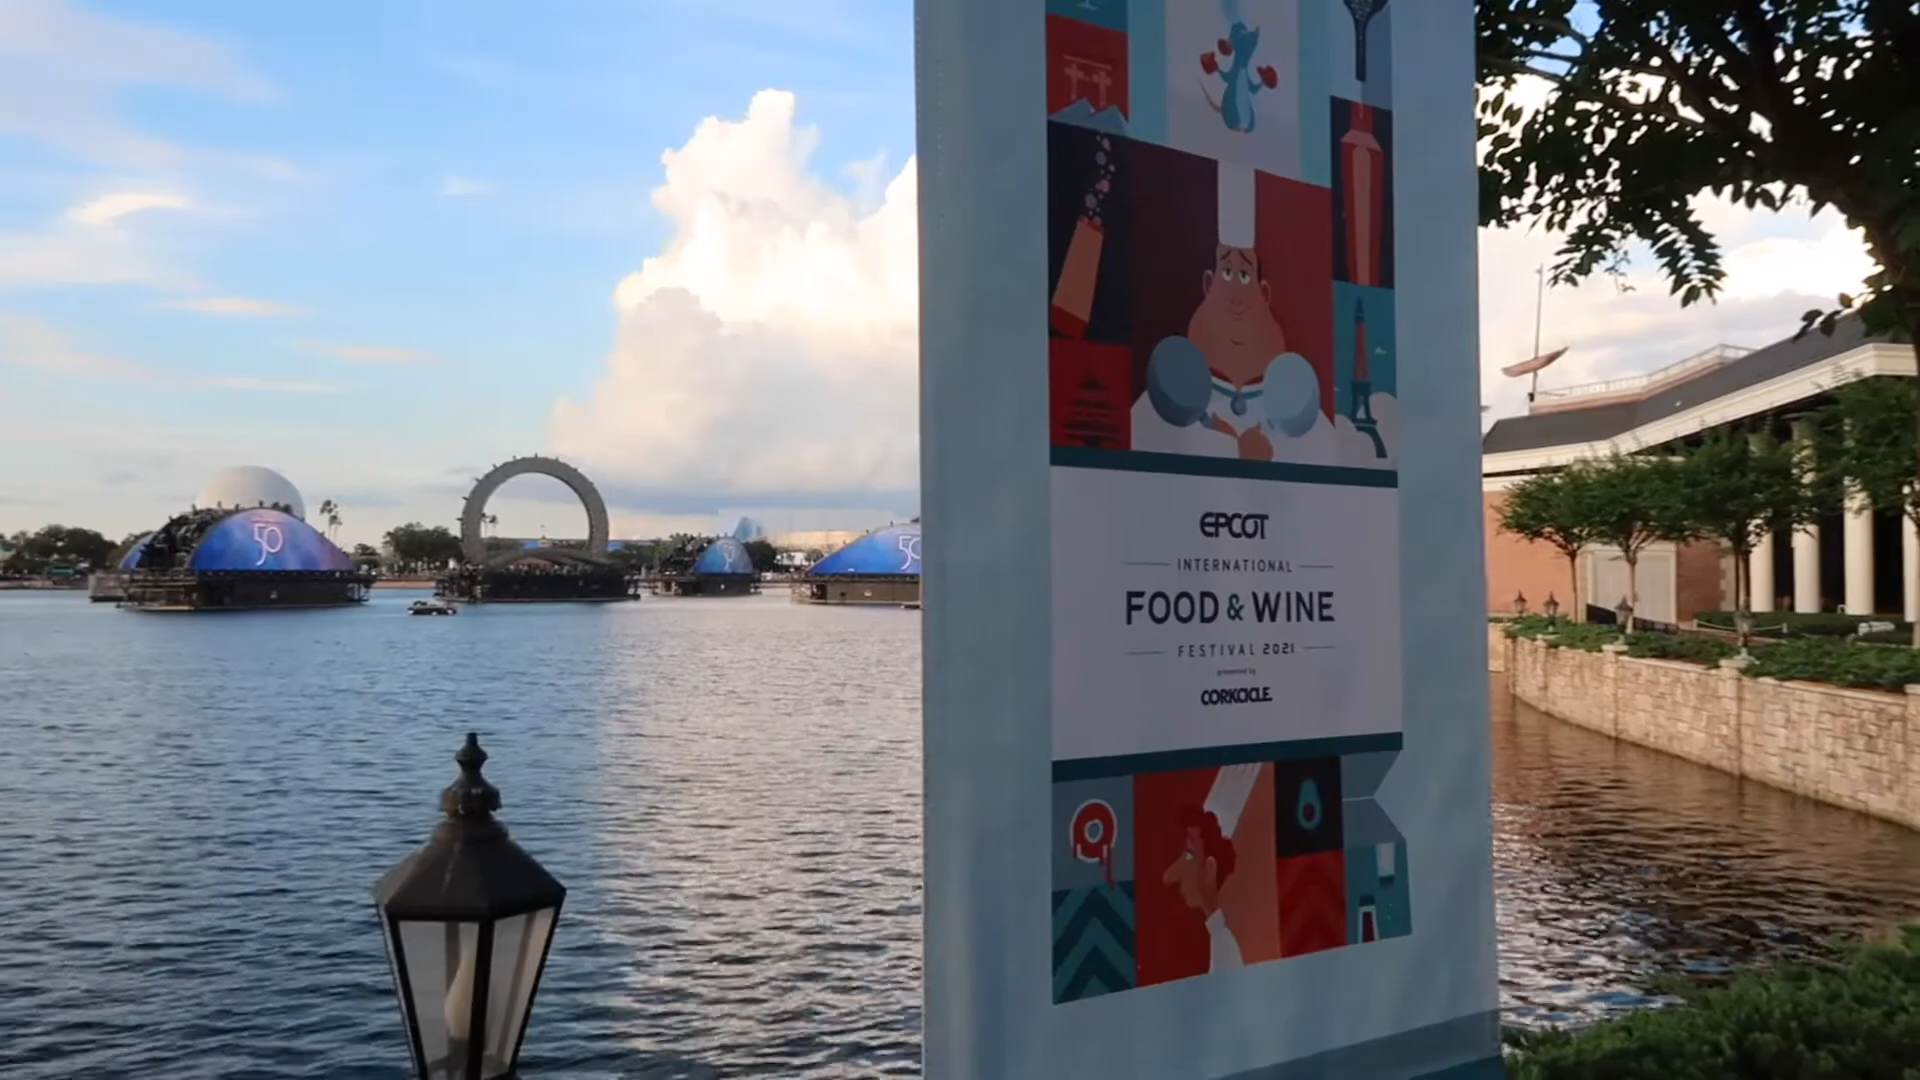 50
50
EPCOT
INTERNATIONAL
FOOD & WINE
FESTIVAL 2021
presented by
CORKCICLE.